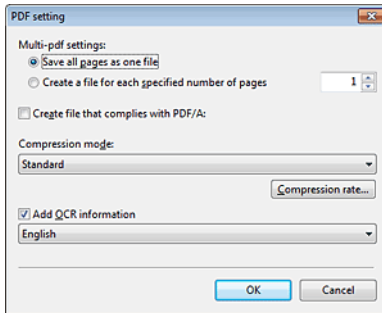 PDF setting
Multi-pdf settings:
Save all pages as one file
Create a file for each specified number of pages 1
Create file that complies with PDF/A:
Compression mode:
Standard
Compression rate...
Add OCR information
English
OK Cancel